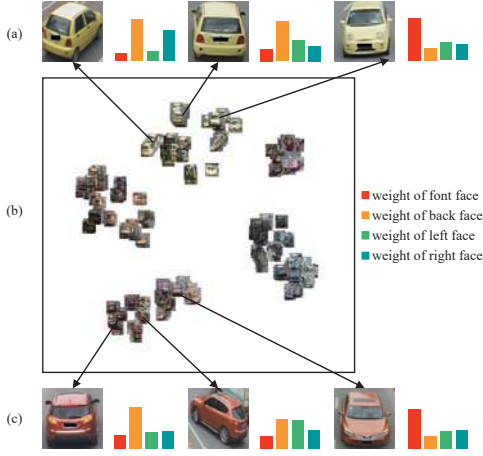 (a)
(b)
weight of font face
weight of back face
weight of left face
weight of right face
(c)